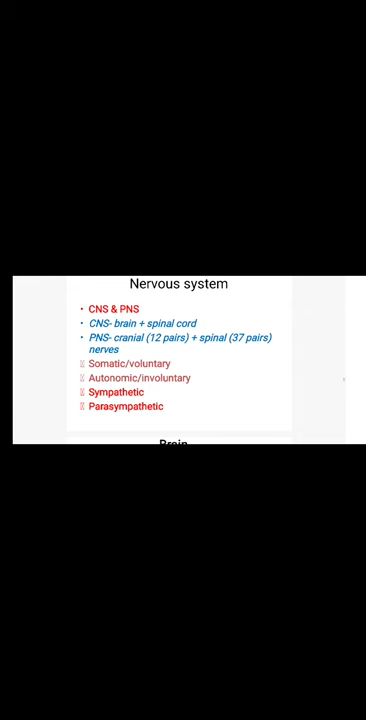 Nervous system
• CNS & PNS
• CNS- brain + spinal cord
• PNS- cranial (12 pairs) + spinal (37 pairs)
nerves
Somatic/voluntary
Autonomic/involuntary
Sympathetic
Parasympathetic
Brain